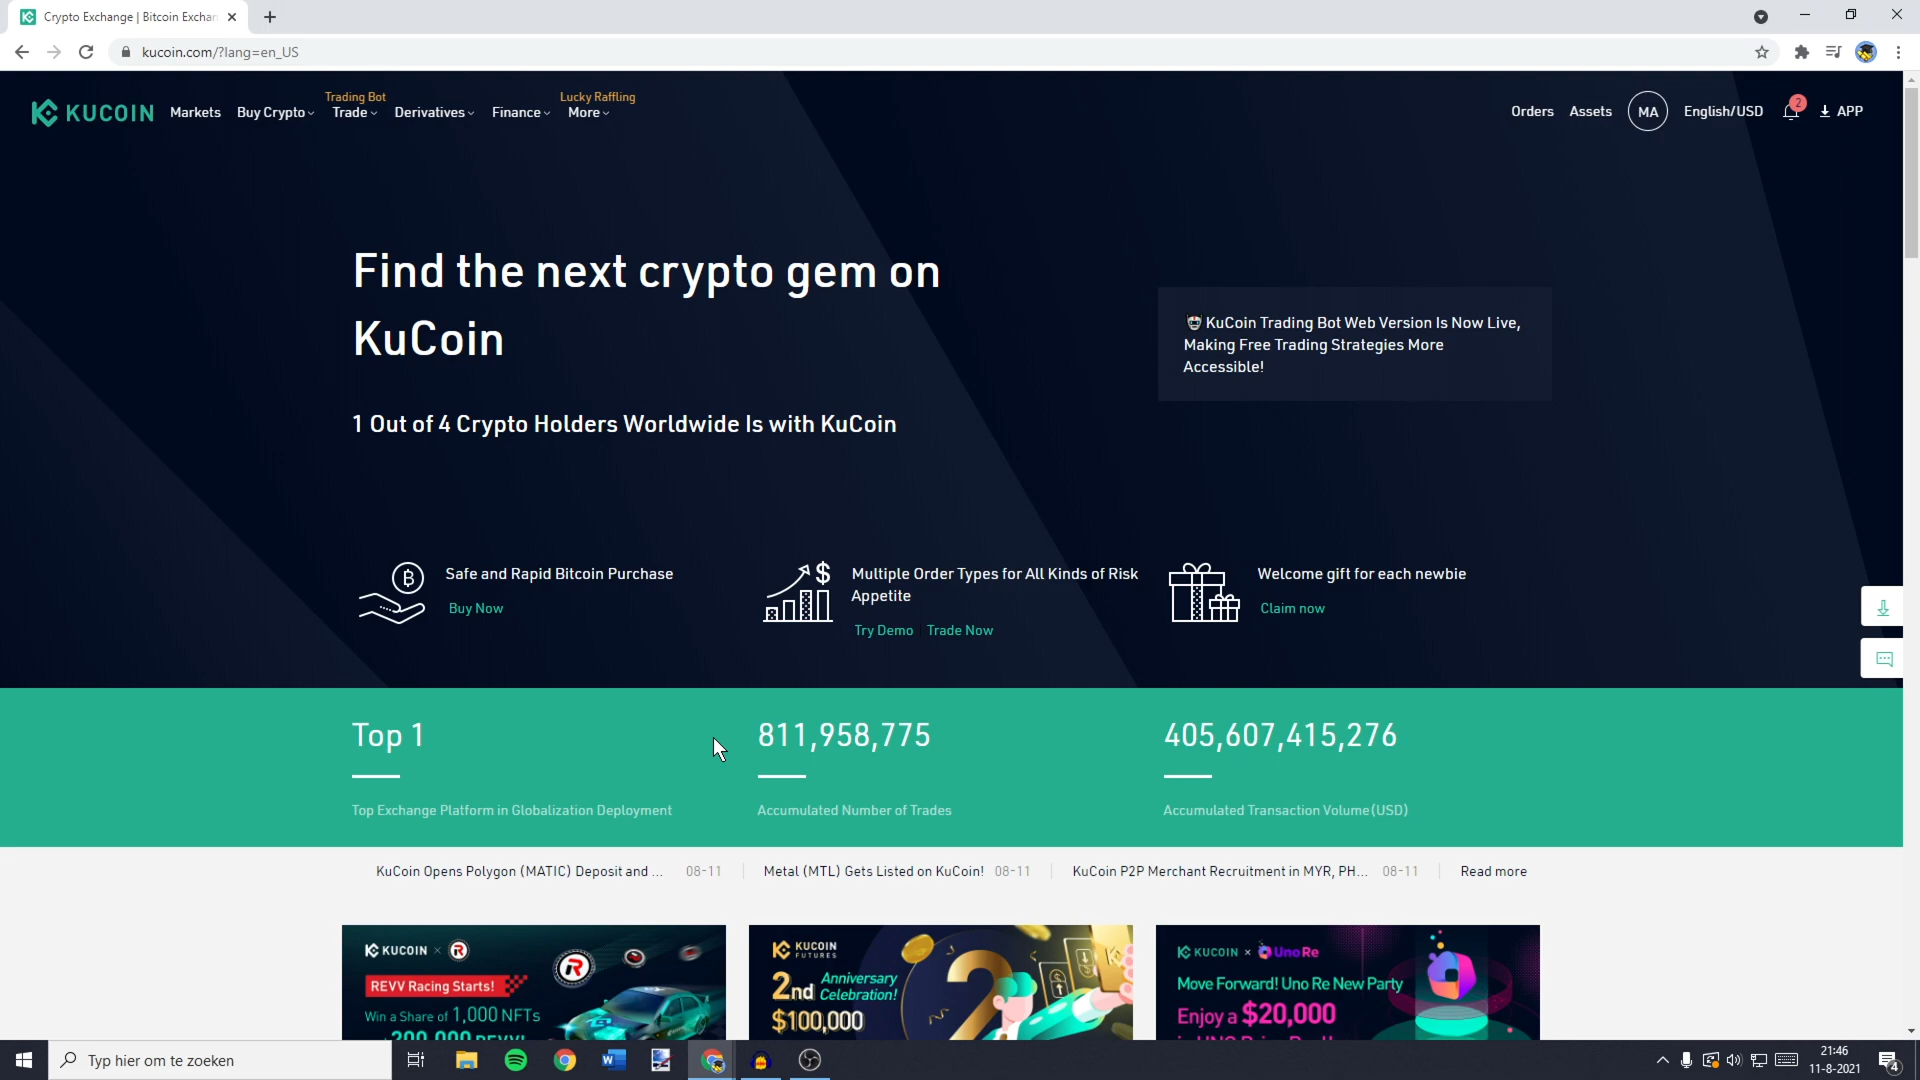 Crypto Exchange | Bitcoin Exchan
kucoin.com/?lang=en_US
KUCOIN
Markets
Buy Crypto
Trading Bot
Trade
Derivatives
Finance
Lucky Raffling
More
Orders
Assets
MA
English/USD
2
APP
Find the next crypto gem on
KuCoin
1 Out of 4 Crypto Holders Worldwide Is with KuCoin
KuCoin Trading Bot Web Version Is Now Live,
Making Free Trading Strategies More
Accessible!
Safe and Rapid Bitcoin Purchase
Buy Now
Multiple Order Types for All Kinds of Risk
Appetite
Try Demo
Trade Now
Welcome gift for each newbie
Claim now
Top 1
Top Exchange Platform in Globalization Deployment
811,958,775
Accumulated Number of Trades
405,607,415,276
Accumulated Transaction Volume(USD)
KuCoin Opens Polygon (MATIC) Deposit and ... 08-11
Metal (MTL) Gets Listed on KuCoin! 08-11
KuCoin P2P Merchant Recruitment in MYR, PH... 08-11
Read more
KUCOIN × R
REVV Racing Starts!
Win a Share of 1,000 NFTs
200,000 REVV!
KUCOIN
FUTURES
2nd Anniversary
Celebration!
$100,000
KUCOIN × UnoRe
Move Forward! Uno Re New Party
Enjoy a $20,000
Typ hier om te zoeken
21:46
11-8-2021
4